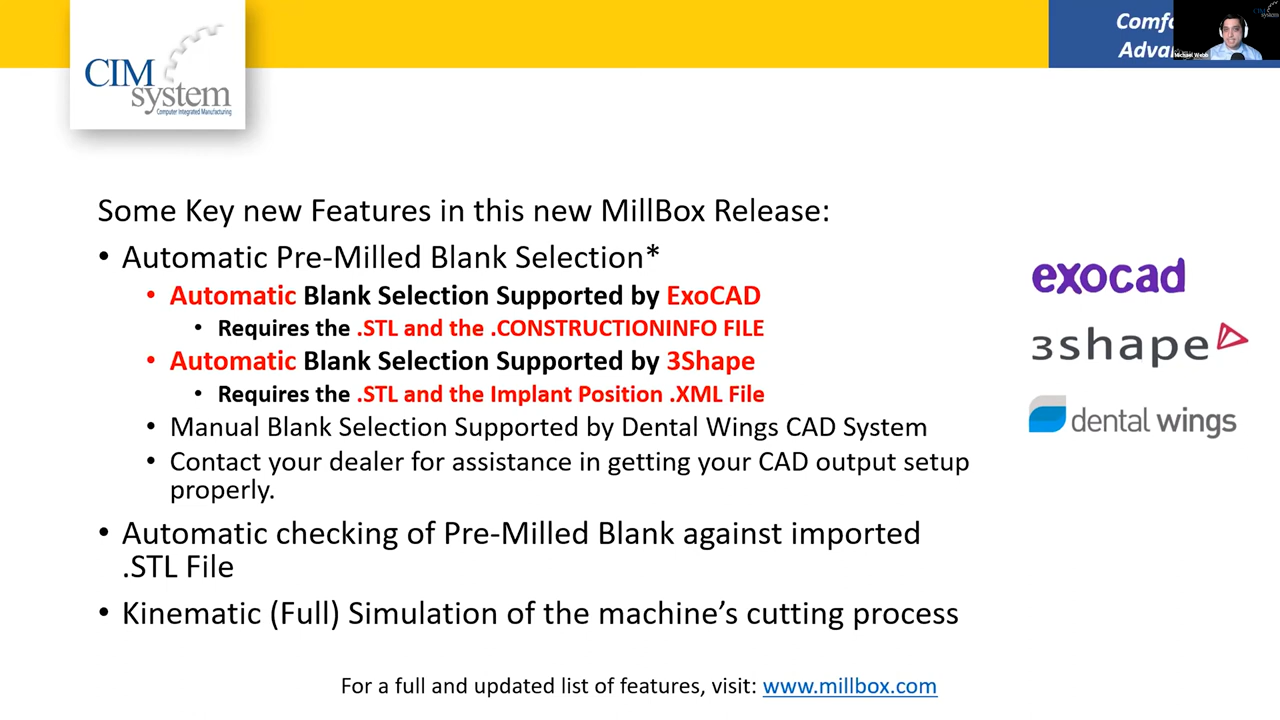 Comfo
Adva
Michael Webb
CIM
system
CIM
system
Computer Integrated Manufacturing
Some Key new Features in this new MillBox Release:
• Automatic Pre-Milled Blank Selection*
• Automatic Blank Selection Supported by ExoCAD
• Requires the .STL and the .CONSTRUCTIONINFO FILE
• Automatic Blank Selection Supported by 3Shape
• Requires the .STL and the Implant Position .XML File
• Manual Blank Selection Supported by Dental Wings CAD System
• Contact your dealer for assistance in getting your CAD output setup
properly.
• Automatic checking of Pre-Milled Blank against imported
.STL File
• Kinematic (Full) Simulation of the machine’s cutting process
exocad
3shape
dental wings
For a full and updated list of features, visit: www.millbox.com